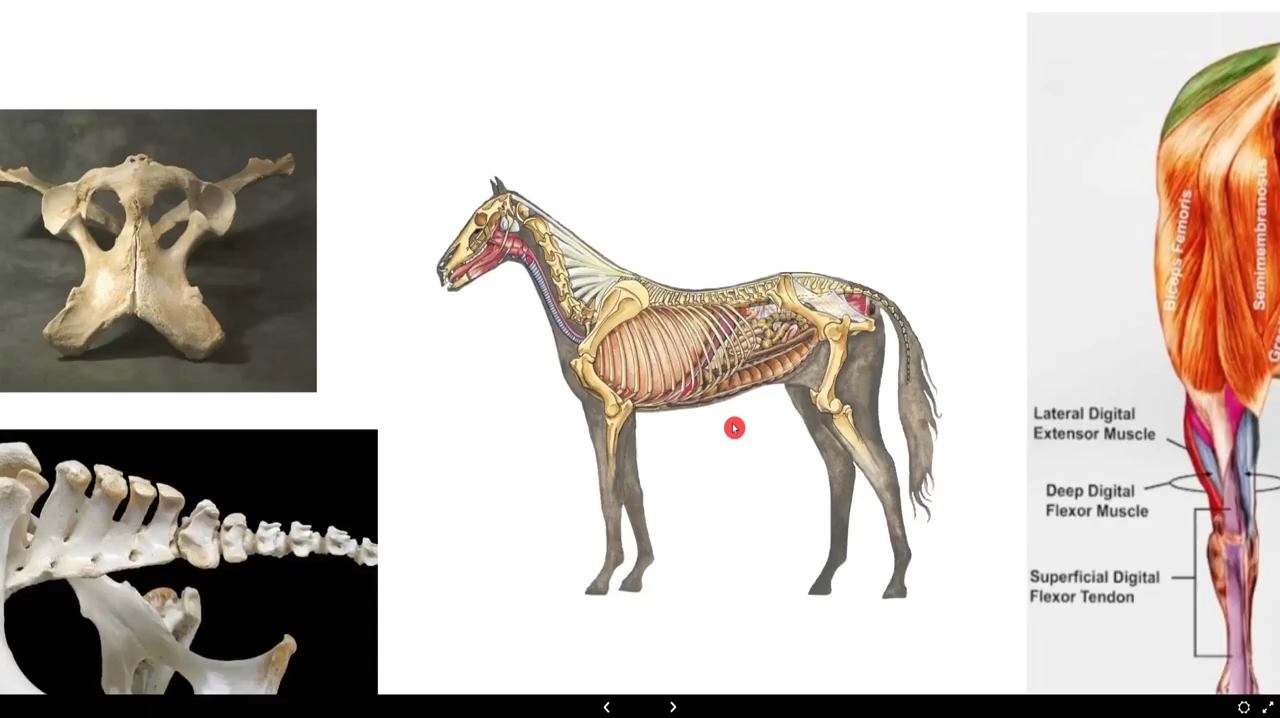 Biceps Femoris
Semimembranosus
Lateral Digital
Extensor Muscle
Deep Digital
Flexor Muscle
Superficial Digital
Flexor Tendon